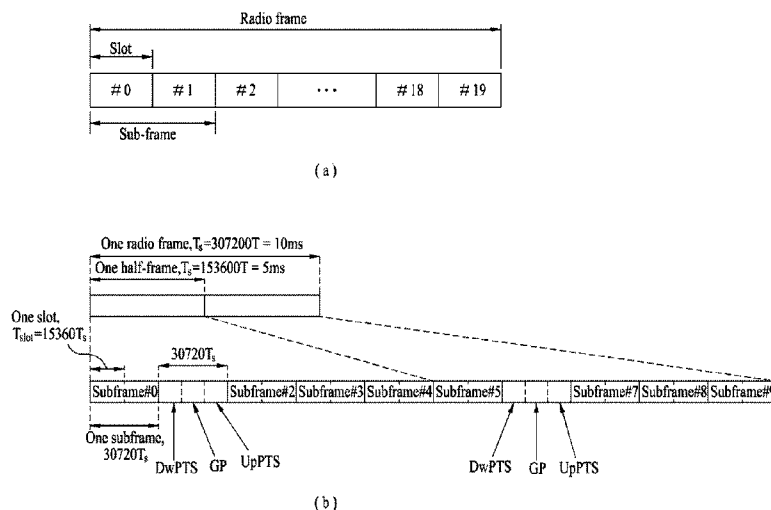 Radio frame
Slot
#0 #1 #2 ··· #18 #19
Sub-frame
(a)
One radio frame,Ts=307200T = 10ms
One half-frame,Ts=153600T = 5ms
One slot,
Tslot=15360Ts
30720Ts
Subframe#0 Subframe#2 Subframe#3 Subframe#4 Subframe#5 Subframe#7 Subframe#8 Subframe#9
One subframe,
30720Ts
DwPTS GP UpPTS DwPTS GP UpPTS
(b)